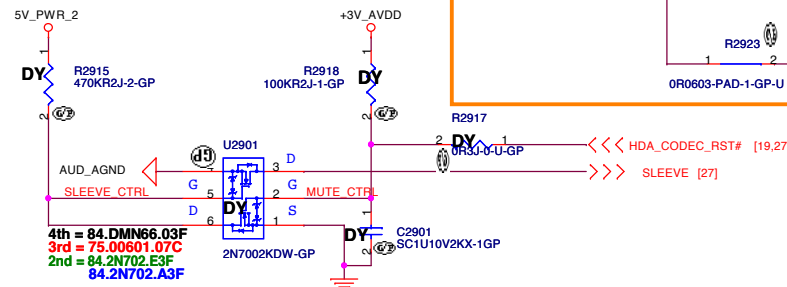 5V_PWR_2
+3V_AVDD
R2923
1
2
0R0603-PAD-1-GP-U
1
DY
R2915
470KR2J-2-GP
2
G/P
1
R2918
100KR2J-1-GP
DY
2
G/P
R2917
2
DY
1
0R3J-0-U-GP
HDA_CODEC_RST# [19,27
SLEEVE [27]
U2901
GP
AUD_AGND
3
D
SLEEVE_CTRL
G
5
2
G
MUTE_CTRL
D
6
DY
1
S
2N7002KDW-GP
1
DY
C2901
SC1U10V2KX-1GP
2
G/P
4th = 84.DMN66.03F
3rd = 75.00601.07C
2nd = 84.2N702.E3F
84.2N702.A3F